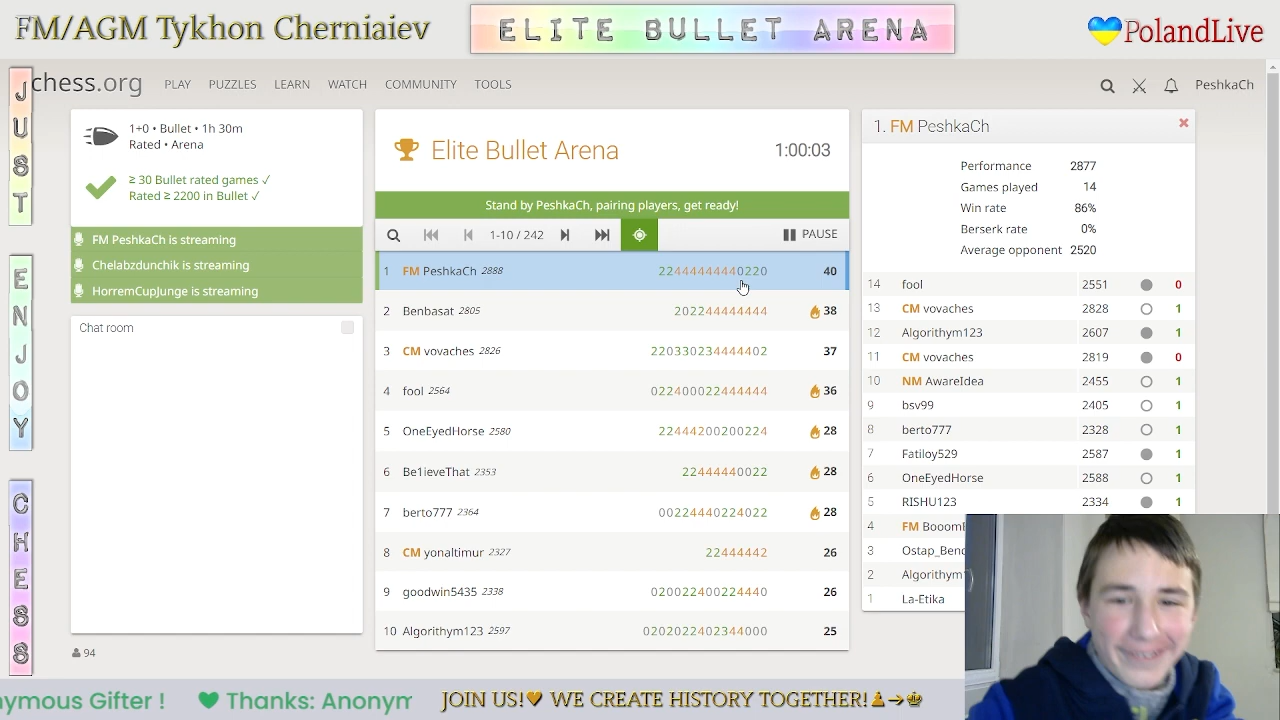 FM/AGM Tykhon Cherniaiev
ELITE BULLET ARENA
PolandLive
JUST
ENJOY
CHESS
chess.org
PLAY PUZZLES LEARN WATCH COMMUNITY TOOLS
PeshkaCh
1+0 • Bullet • 1h 30m
Rated • Arena
≥ 30 Bullet rated games ✓
Rated ≥ 2200 in Bullet ✓
FM PeshkaCh is streaming
Chelabzdunchik is streaming
HorremCupJunge is streaming
Chat room
94
Elite Bullet Arena 1:00:03
Stand by PeshkaCh, pairing players, get ready!
1-10 / 242 PAUSE
1 FM PeshkaCh 2888 22444444440220 40
2 Benbasat 2805 202244444444 38
3 CM vovaches 2826 22033023444402 37
4 fool 2564 022400022444444 36
5 OneEyedHorse 2580 22444200200224 28
6 Be1ieveThat 2353 22444440022 28
7 berto777 2364 002244402240222 28
8 CM yonaltimur 2327 22444442 26
9 goodwin5435 2338 020022400224440 26
10 Algorithym123 2597 0202022402344000 25
1. FM PeshkaCh
Performance 2877
Games played 14
Win rate 86%
Berserk rate 0%
Average opponent 2520
14 fool 2551 0
13 CM vovaches 2828 1
12 Algorithym123 2607 1
11 CM vovaches 2819 0
10 NM AwareIdea 2455 1
9 bsv99 2405 1
8 berto777 2328 1
7 Fatiloy529 2587 1
6 OneEyedHorse 2588 1
5 RISHU123 2334 1
4 FM
3
2 Algorithym
1 La-Etika
nymous Gifter !
Thanks: Anonym
JOIN US!♥ WE CREATE HISTORY TOGETHER!♟→♚